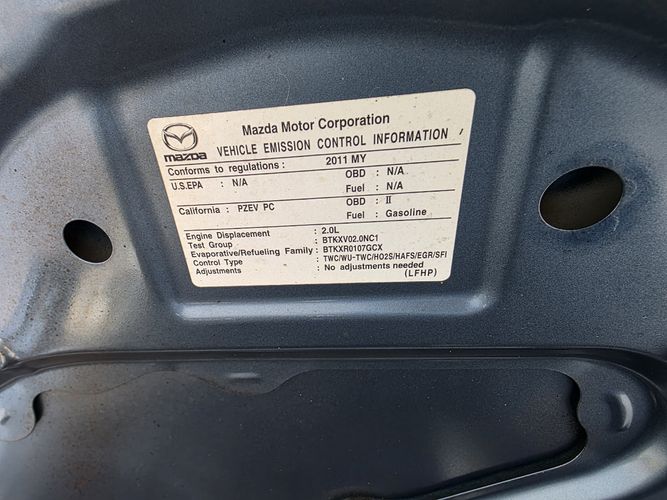 mazda
Mazda Motor Corporation
VEHICLE EMISSION CONTROL INFORMATION
Conforms to regulations : 2011 MY
U.S.EPA : N/A OBD : N/A
Fuel : N/A
California : PZEV PC OBD : II
Fuel : Gasoline
Engine Displacement : 2.0L
Test Group : BTKXV02.0NC1
Evaporative/Refueling Family : BTKXR0107GCX
Control Type : TWC/WU-TWC/HO2S/HAFS/EGR/SFI
Adjustments : No adjustments needed
(LFHP)